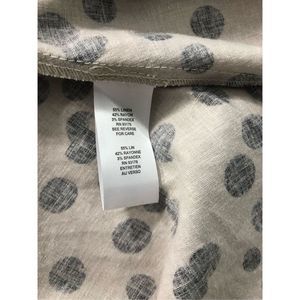 55% LINEN
42% RAYON
3% SPANDEX
RN 93176
SEE REVERSE
FOR CARE
55% LIN
42% RAYONNE
3% SPANDEX
RN 93176
ENTRETIEN
AU VERSO